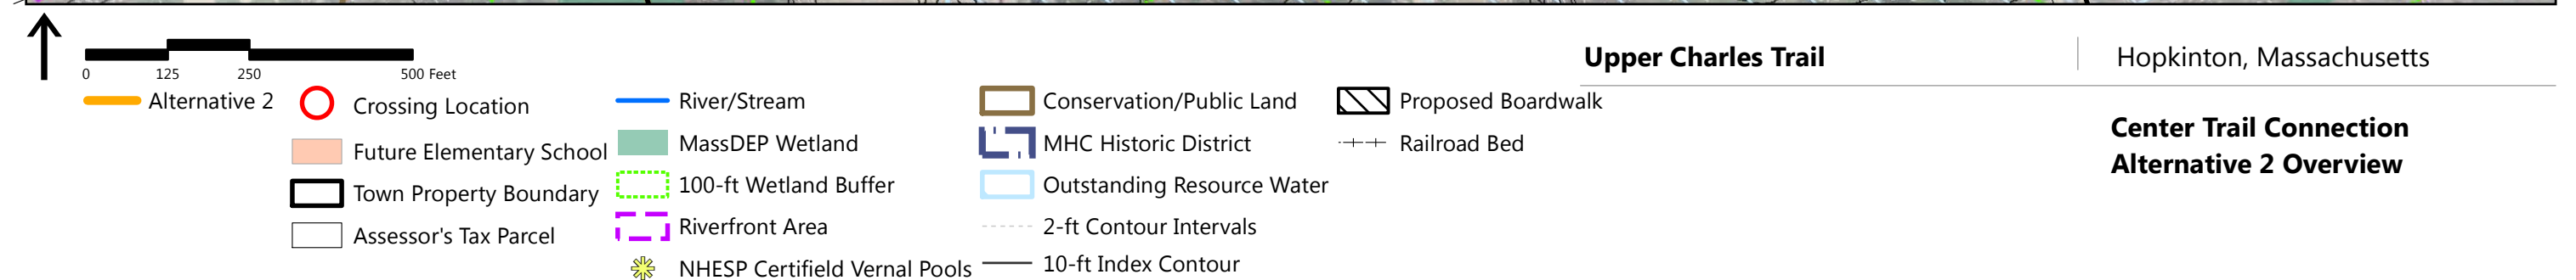 0 125 250 500 Feet
Alternative 2
Crossing Location
Future Elementary School
Town Property Boundary
Assessor's Tax Parcel
River/Stream
MassDEP Wetland
100-ft Wetland Buffer
Riverfront Area
NHESP Certifield Vernal Pools
Conservation/Public Land
MHC Historic District
Outstanding Resource Water
2-ft Contour Intervals
10-ft Index Contour
Proposed Boardwalk
Railroad Bed
Upper Charles Trail
Hopkinton, Massachusetts
Center Trail Connection
Alternative 2 Overview